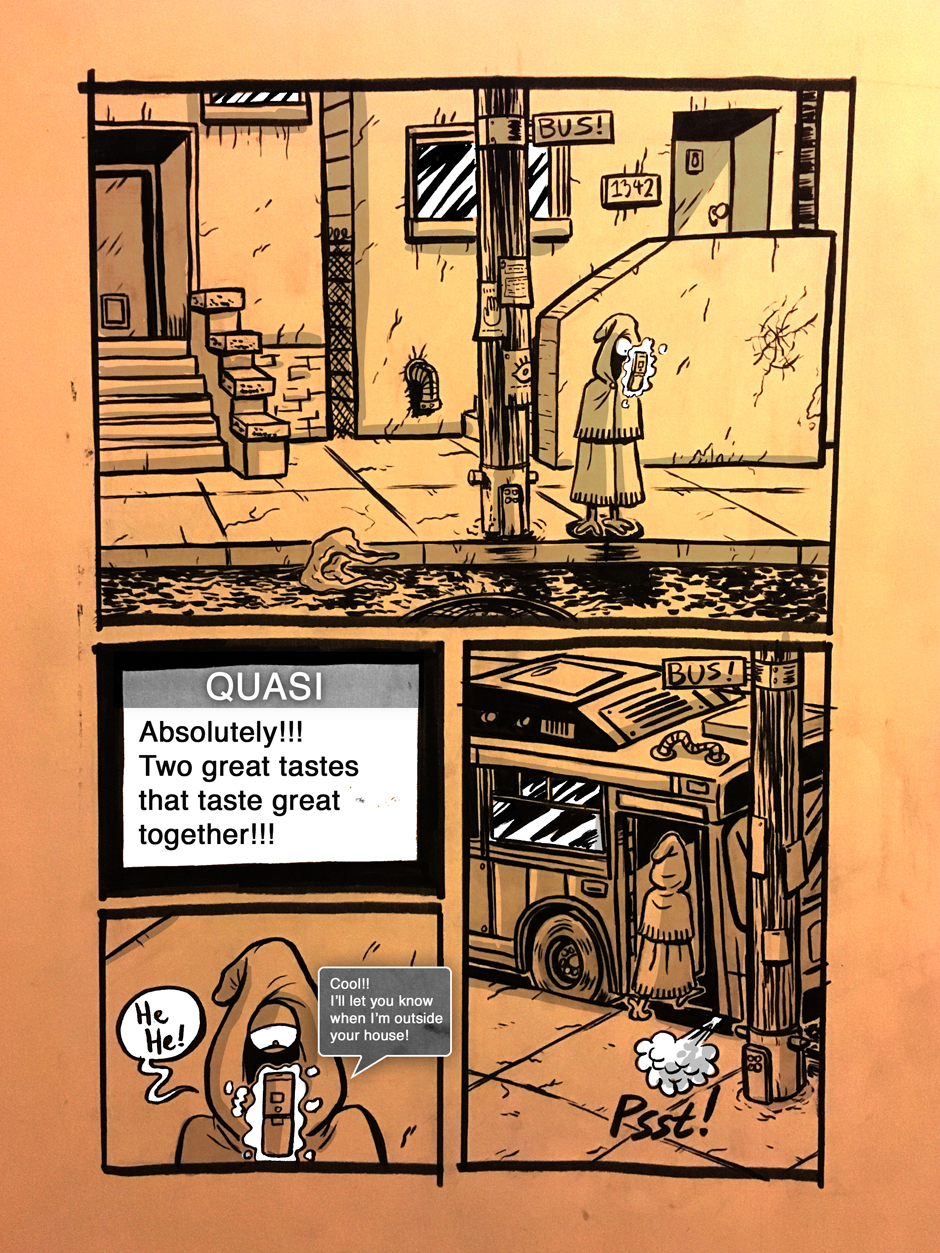 BUS!
1342
QUASI
Absolutely!!!
Two great tastes
that taste great
together!!!
BUS!
He
He!
Cool!!
I'll let you know
when I'm outside
your house!
Psst!